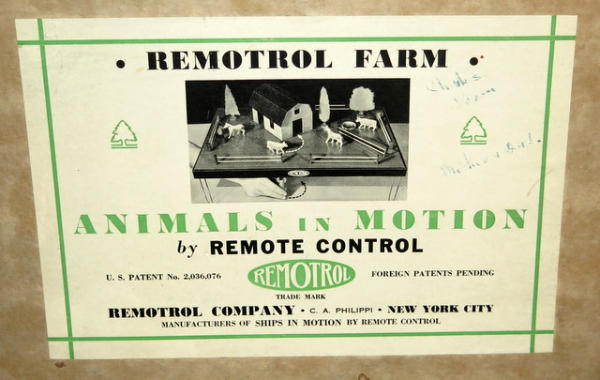 • REMOTROL FARM •
Charles
ANIMALS IN MOTION
by REMOTE CONTROL
U. S. PATENT No. 2,036,076
REMOTROL
FOREIGN PATENTS PENDING
TRADE MARK
REMOTROL COMPANY • C. A. PHILIPPI • NEW YORK CITY
MANUFACTURERS OF SHIPS IN MOTION BY REMOTE CONTROL